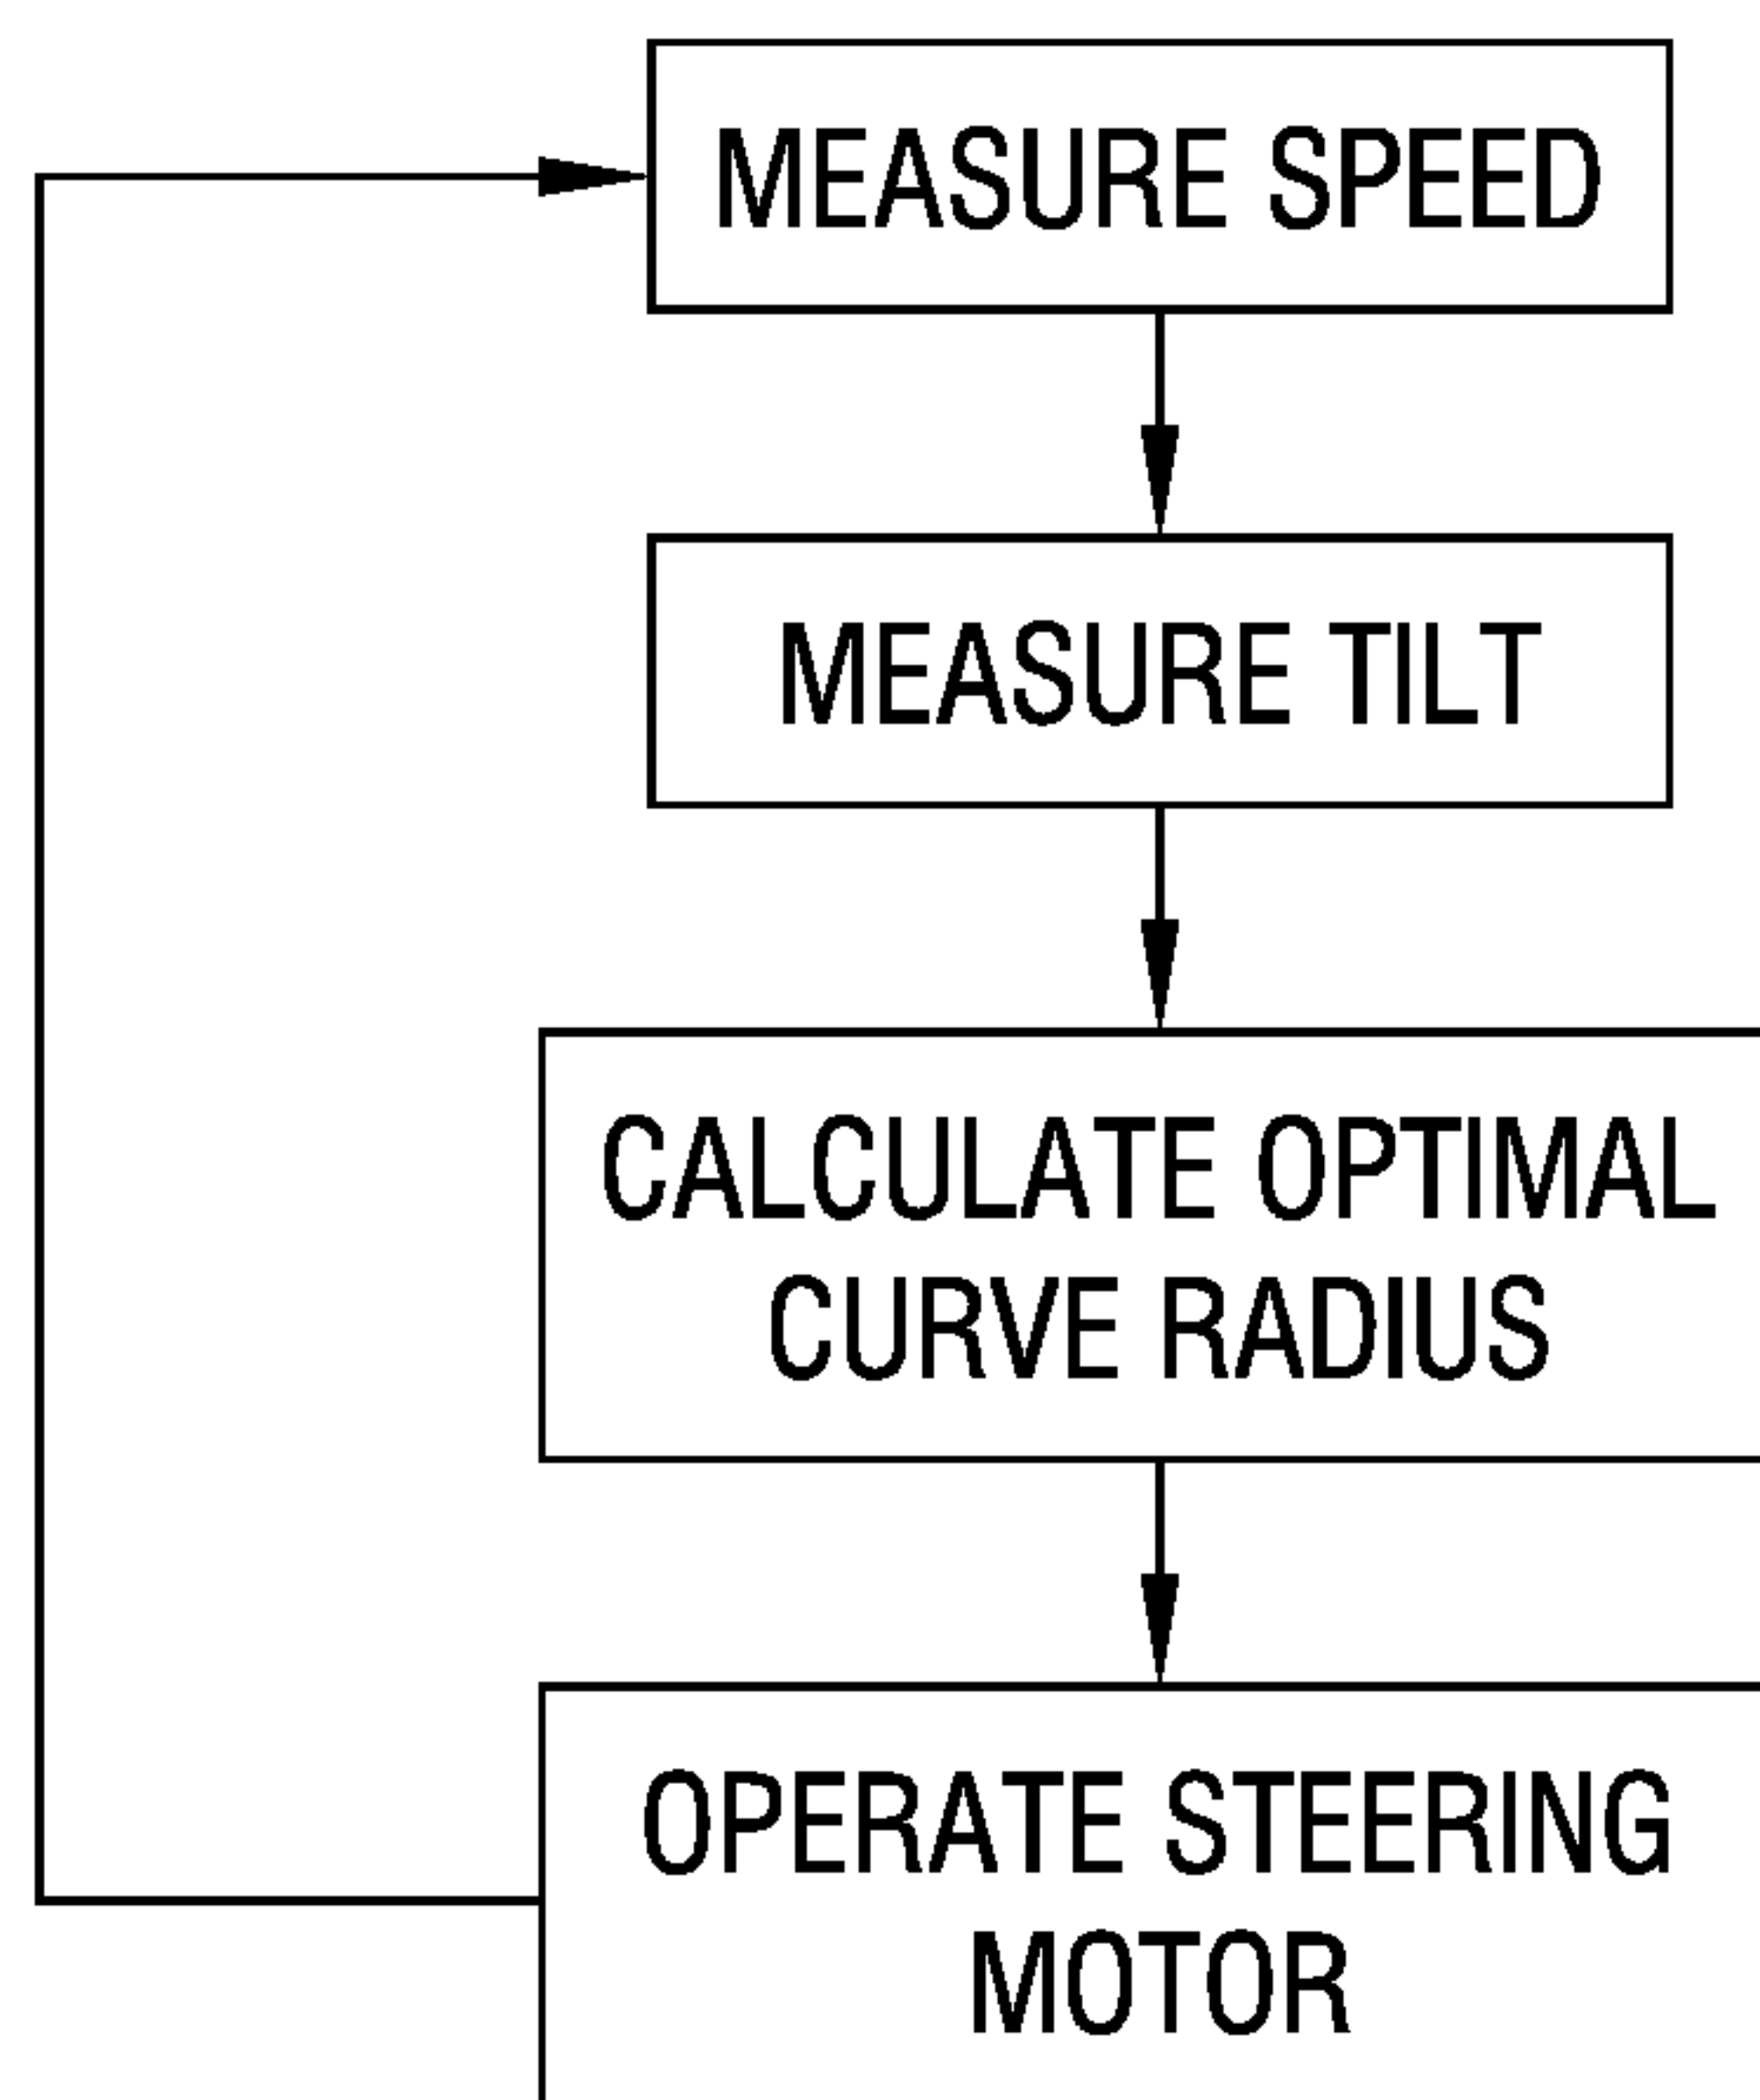 MEASURE SPEED
MEASURE TILT
CALCULATE OPTIMAL
CURVE RADIUS
OPERATE STEERING
MOTOR